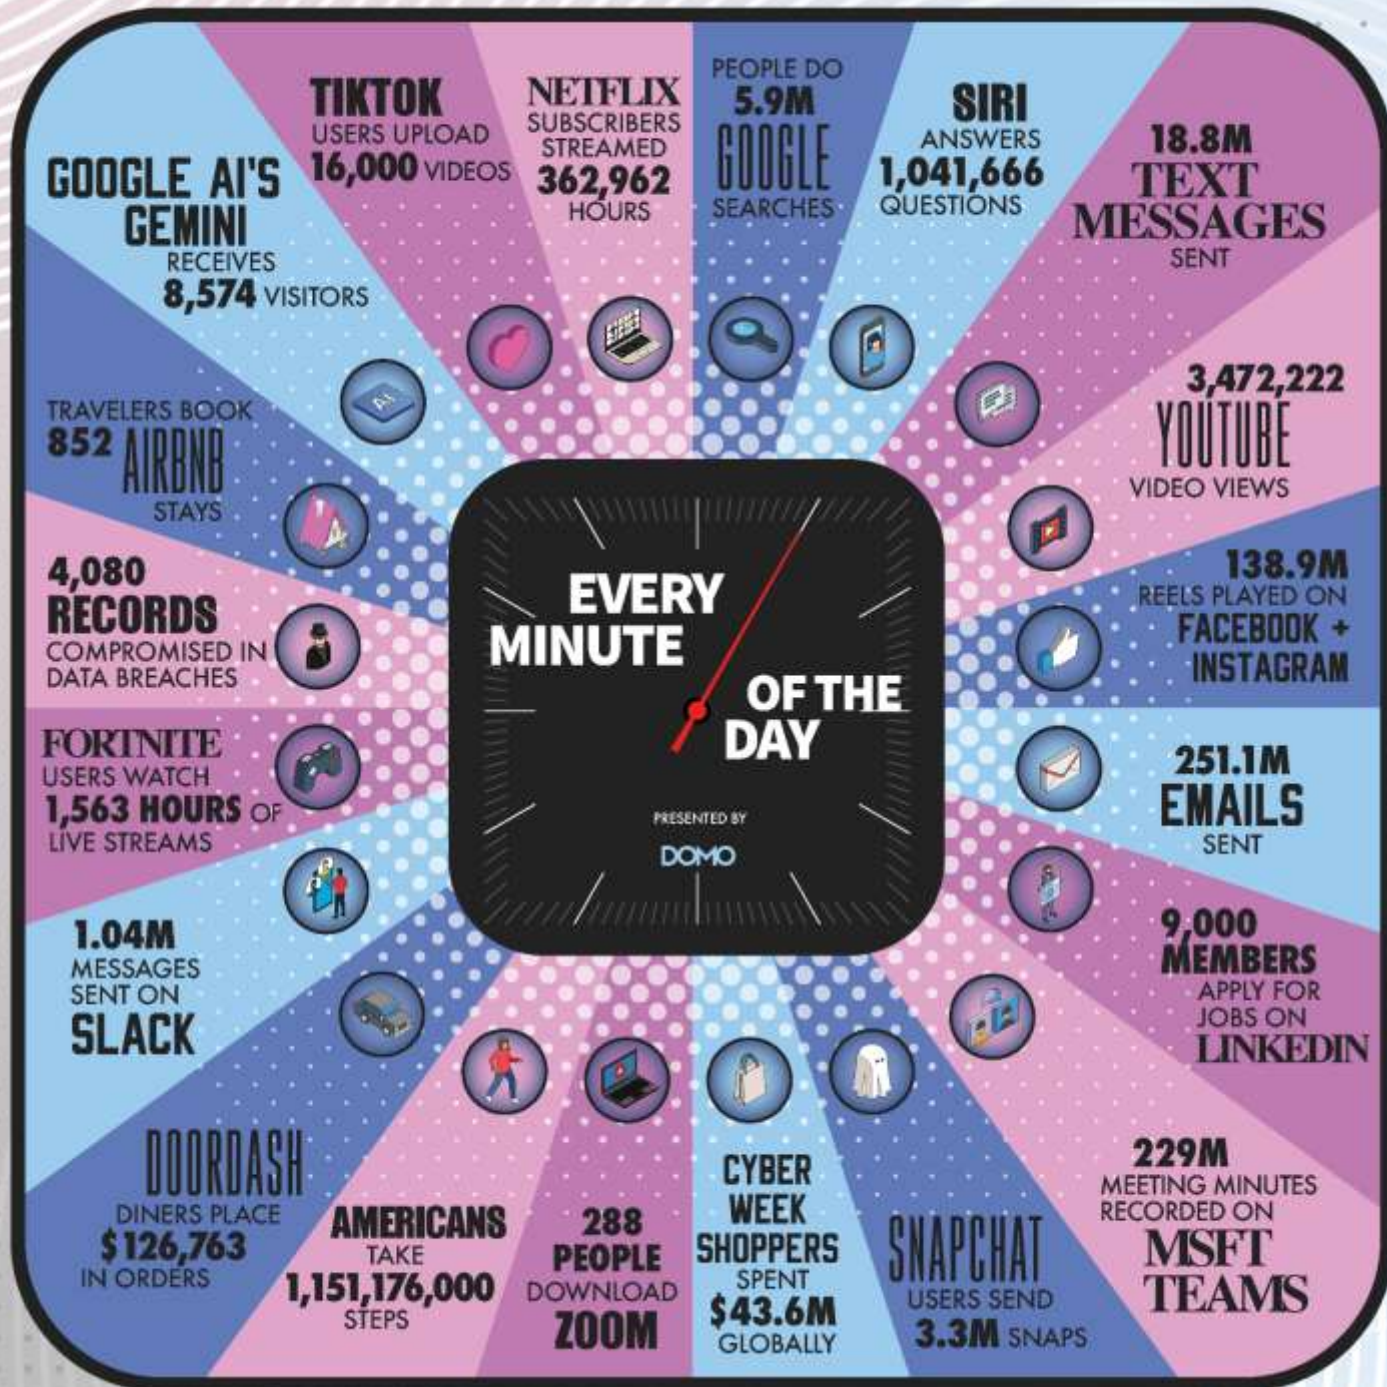 TIKTOK
USERS UPLOAD
16,000 VIDEOS
NETFLIX
SUBSCRIBERS
STREAMED
362,962
HOURS
PEOPLE DO
5.9M
GOOGLE
SEARCHES
SIRI
ANSWERS
1,041,666
QUESTIONS
18.8M
TEXT
MESSAGES
SENT
3,472,222
YOUTUBE
VIDEO VIEWS
138.9M
REELS PLAYED ON
FACEBOOK +
INSTAGRAM
251.1M
EMAILS
SENT
9,000
MEMBERS
APPLY FOR
JOBS ON
LINKEDIN
229M
MEETING MINUTES
RECORDED ON
MSFT
TEAMS
SNAPCHAT
USERS SEND
3.3M SNAPS
CYBER
WEEK
SHOPPERS
SPENT
$43.6M
GLOBALLY
288
PEOPLE
DOWNLOAD
ZOOM
AMERICANS
TAKE
1,151,176,000
STEPS
DOORDASH
DINERS PLACE
$126,763
IN ORDERS
1.04M
MESSAGES
SENT ON
SLACK
FORTNITE
USERS WATCH
1,563 HOURS OF
LIVE STREAMS
4,080
RECORDS
COMPROMISED IN
DATA BREACHES
TRAVELERS BOOK
852 AIRBNB
STAYS
GOOGLE AI'S
GEMINI
RECEIVES
8,574 VISITORS
AI
EVERY
MINUTE
OF THE
DAY
PRESENTED BY
DOMO